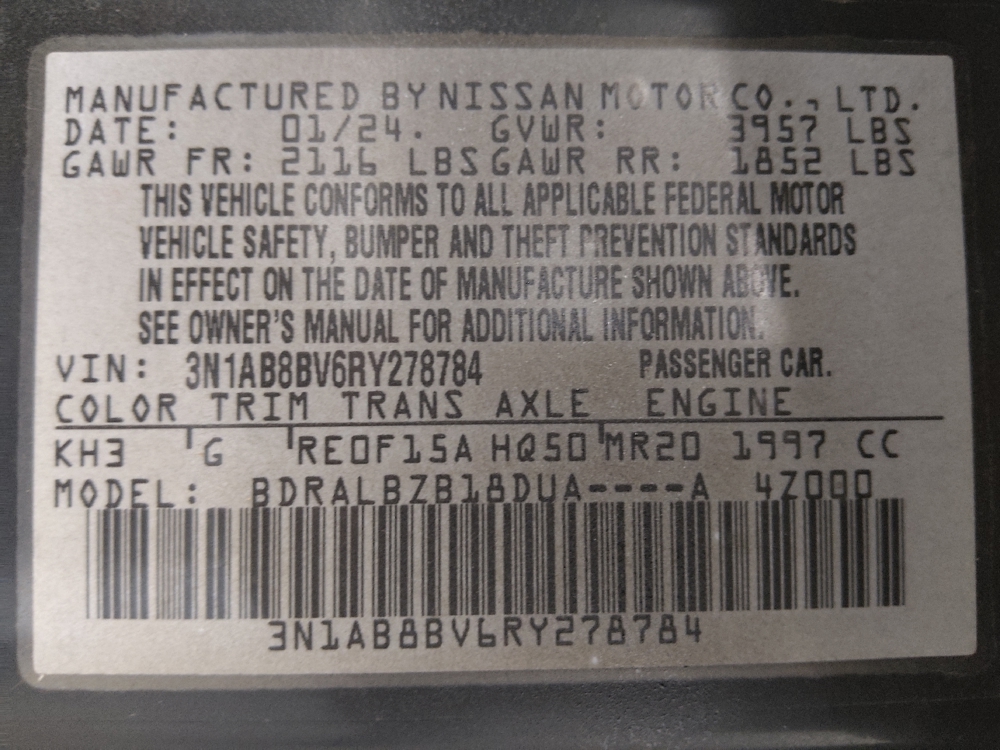 MANUFACTURED BY NISSAN MOTOR CO., LTD.
DATE: 01/24. GVWR: 3957 LBS
GAWR FR: 2116 LBS GAWR RR: 1852 LBS
THIS VEHICLE CONFORMS TO ALL APPLICABLE FEDERAL MOTOR
VEHICLE SAFETY, BUMPER AND THEFT PREVENTION STANDARDS
IN EFFECT ON THE DATE OF MANUFACTURE SHOWN ABOVE.
SEE OWNER'S MANUAL FOR ADDITIONAL INFORMATION.
VIN: 3N1AB8BV6RY278784 PASSENGER CAR.
COLOR TRIM TRANS AXLE ENGINE
KH3 G RE0F15A HQ50 MR20 1997 CC
MODEL: BDRALBZB18DUA----A 4Z000
3N1AB8BV6RY278784